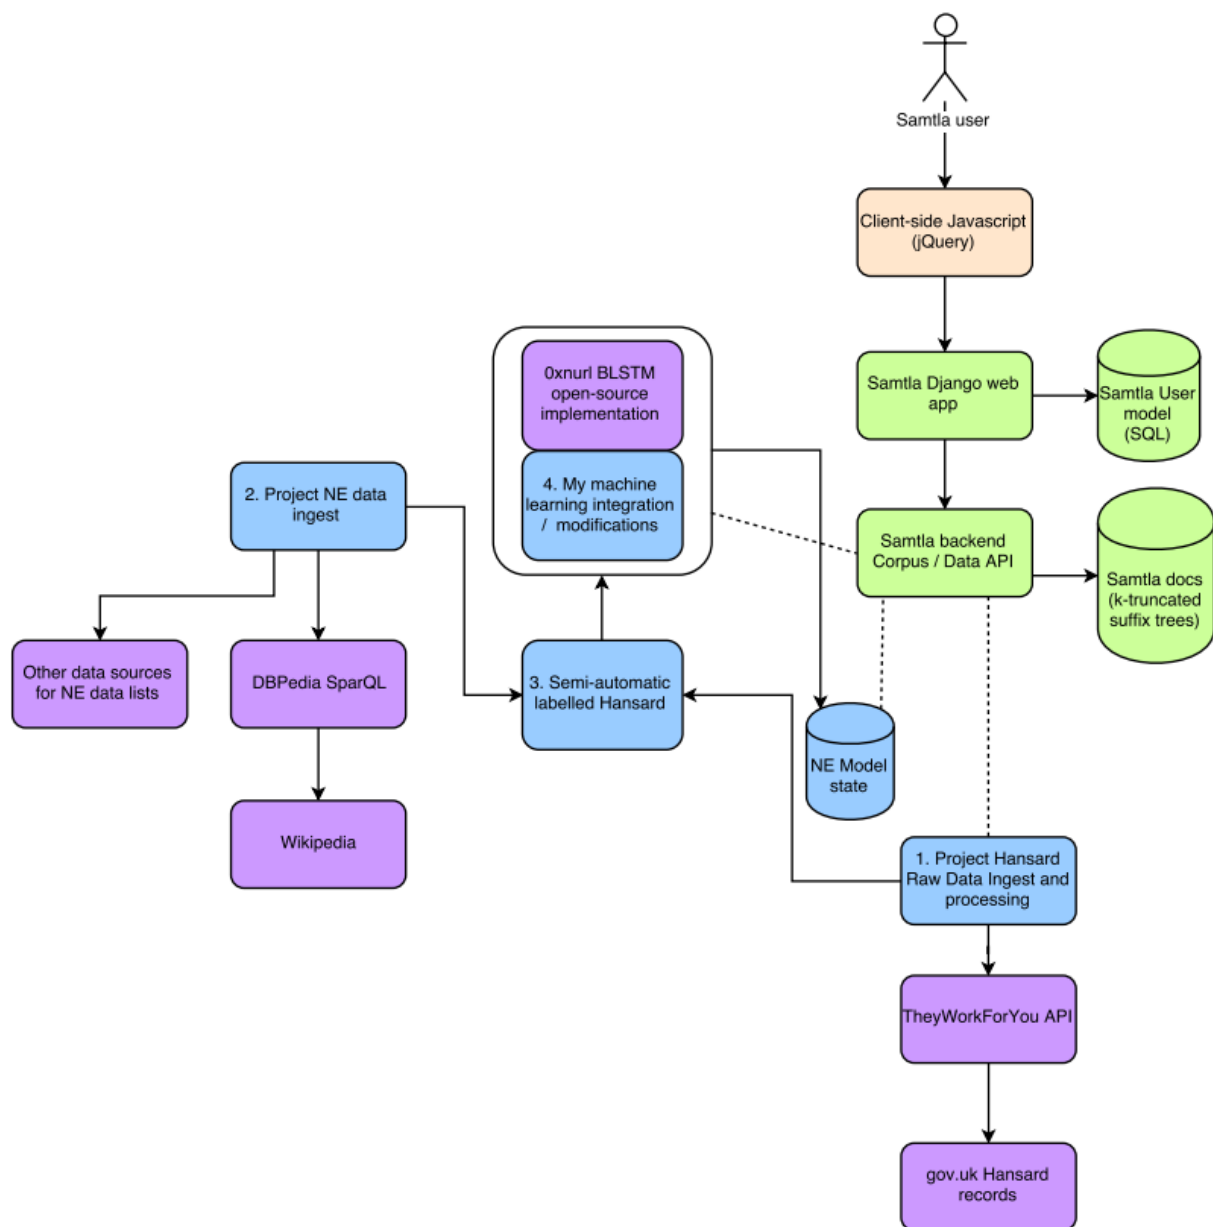 Samtla user
Client-side Javascript
(jQuery)
0xnurl BLSTM
open-source
implementation
Samtla Django web
app
Samtla User
model
(SQL)
2. Project NE data
ingest
4. My machine
learning integration
/ modifications
Samtla backend
Corpus / Data API
Samtla docs
(k-truncated
suffix trees)
Other data sources
for NE data lists
DBPedia SparQL
3. Semi-automatic
labelled Hansard
NE Model
state
Wikipedia
1. Project Hansard
Raw Data Ingest and
processing
TheyWorkForYou API
gov.uk Hansard
records